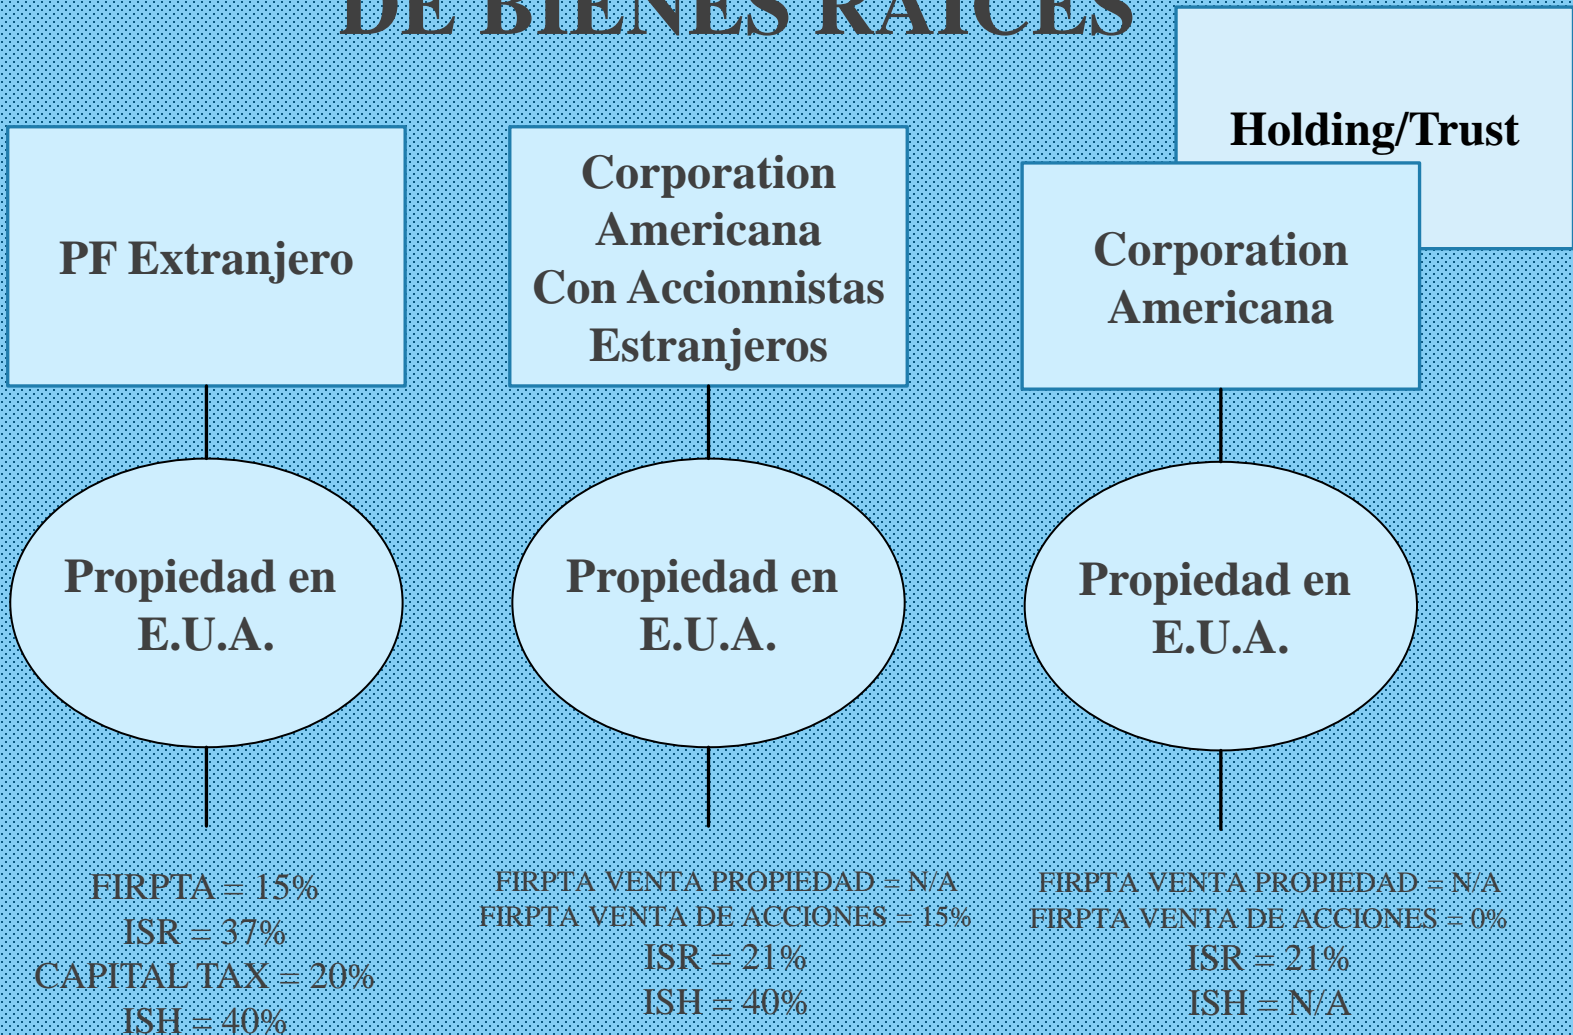 DE BIENES RAICES
Holding/Trust
PF Extranjero
Corporation
Americana
Con Accionnistas
Estranjeros
Corporation
Americana
Propiedad en
E.U.A.
Propiedad en
E.U.A.
Propiedad en
E.U.A.
FIRPTA = 15%
ISR = 37%
CAPITAL TAX = 20%
ISH = 40%
FIRPTA VENTA PROPIEDAD = N/A
FIRPTA VENTA DE ACCIONES = 15%
ISR = 21%
ISH = 40%
FIRPTA VENTA PROPIEDAD = N/A
FIRPTA VENTA DE ACCIONES = 0%
ISR = 21%
ISH = N/A